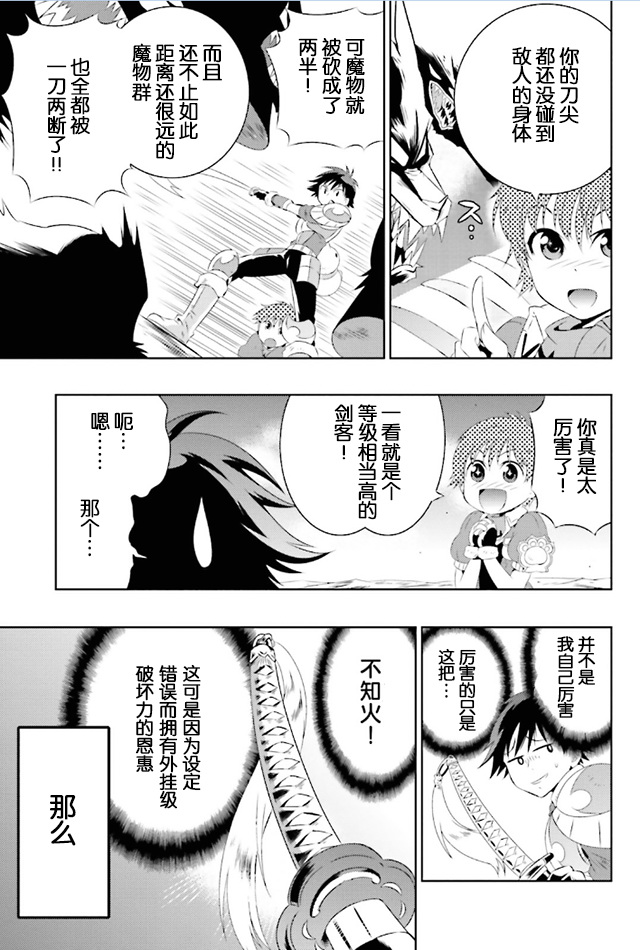 你的刀尖
都还没碰到
敌人的身体
ス…
可魔物就
被砍成了
两半！
而且
还不止如此
距离还很远的
魔物群
也全都被
一刀两断了!!
你真是太
厉害了！
一看就是个
等级相当高的
剑客！
呃…
嗯……
那个…
并不是
我自己厉害
厉害的只是
这把…
不知火！
这可是因为设定
错误而拥有外挂级
破坏力的恩惠
那么